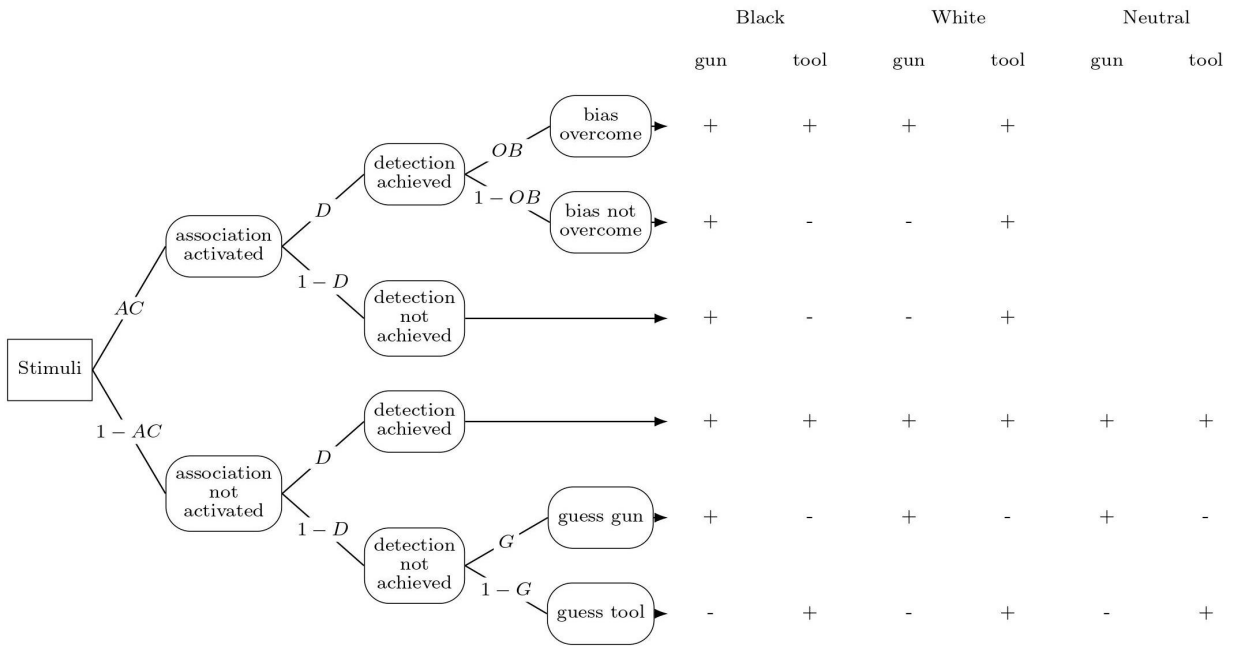 Black White Neutral
gun tool gun tool gun tool
bias
overcome
+ + + +
OB
detection
achieved
1 − OB
D
bias not
overcome
+ - - +
association
activated
1 − D
detection
not
achieved
+ - - +
AC
Stimuli
detection
achieved
+ + + + + +
1 − AC
D
association
not
activated
guess gun
+ - + - + -
1 − D
G
detection
not
achieved
1 − G
guess tool
- + - + - +